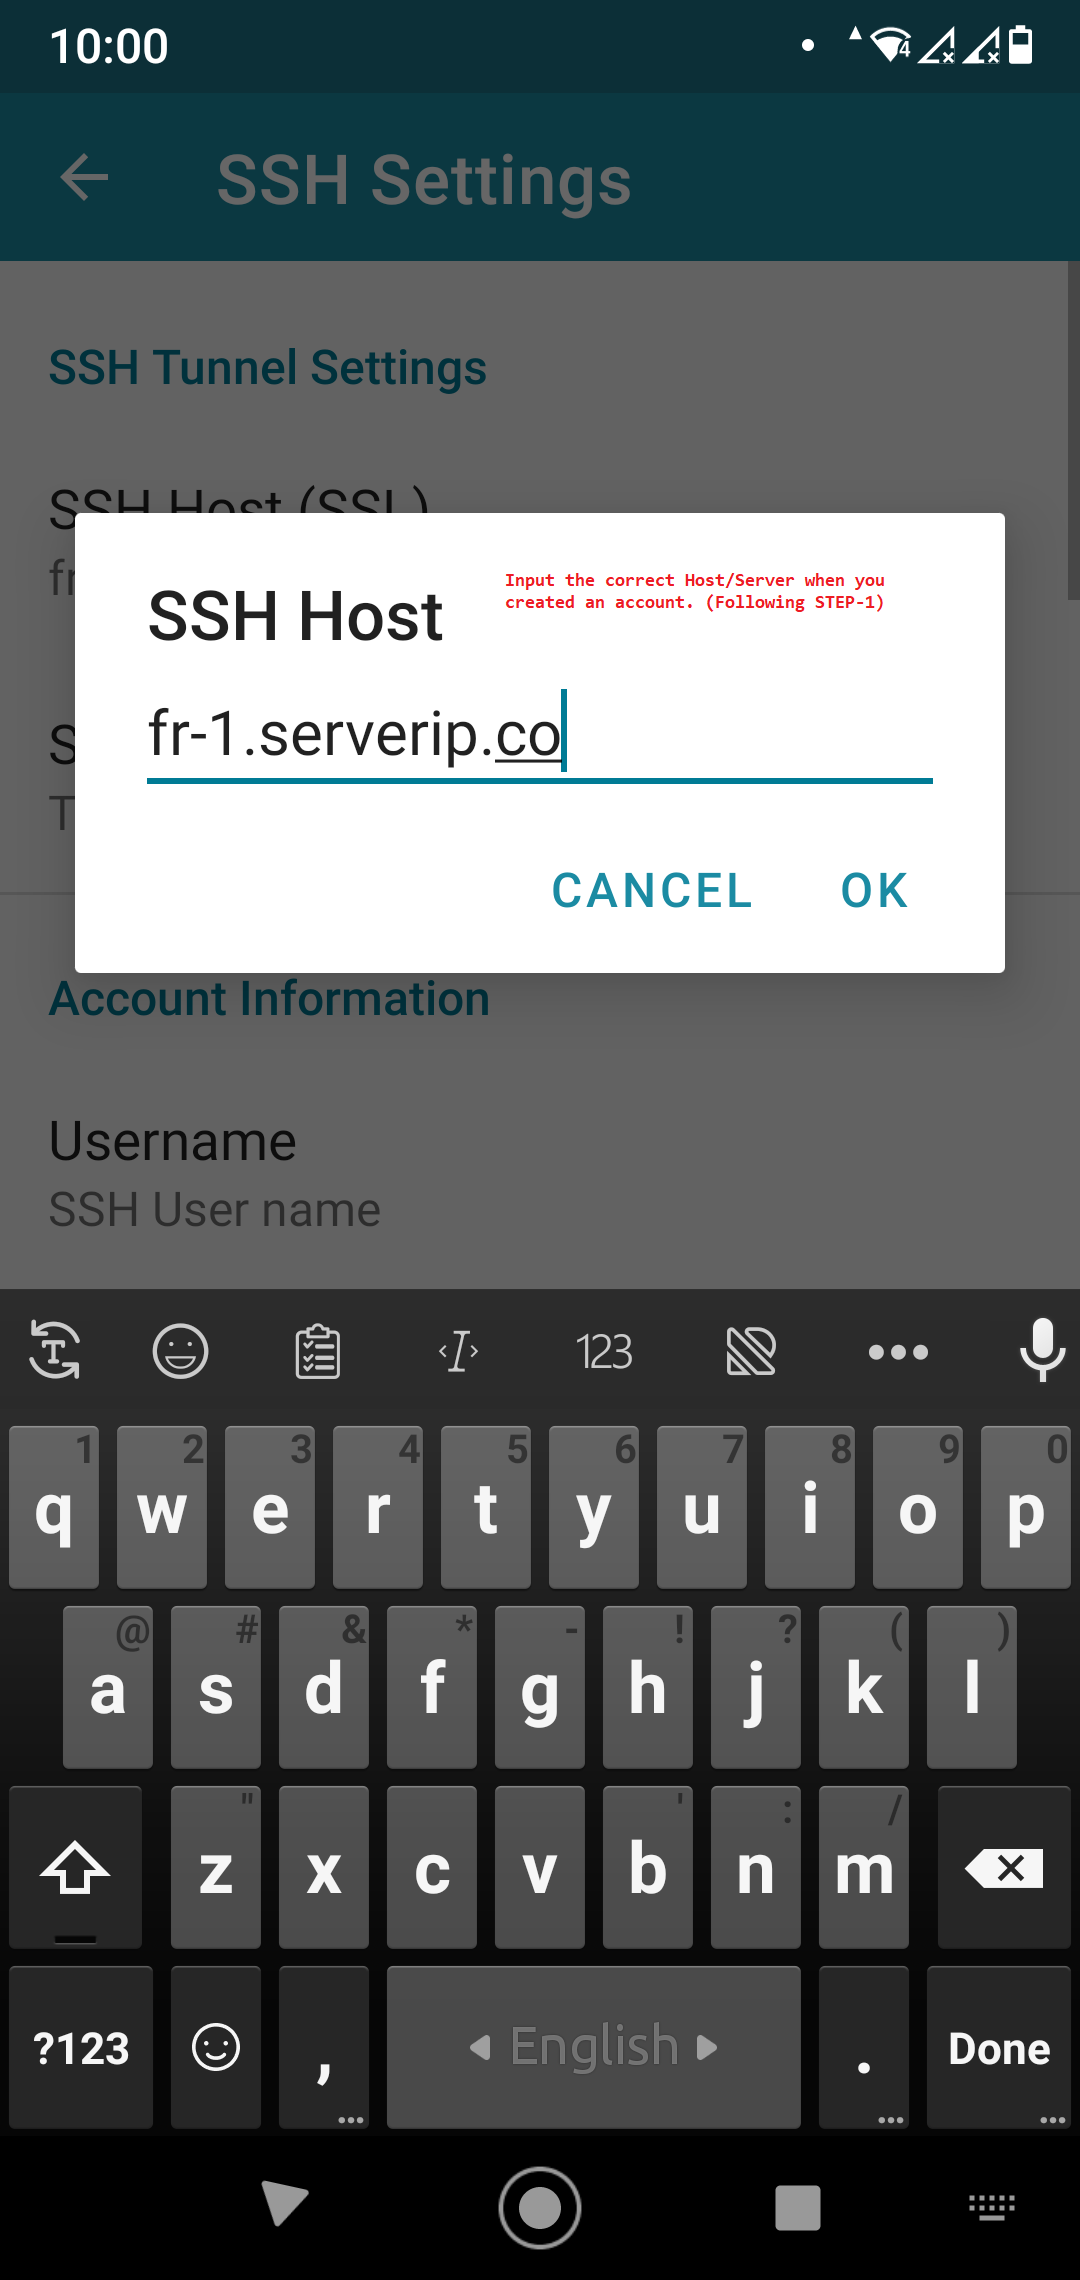 10:00
4
SSH Settings
SSH Tunnel Settings
SSH Host (SSL)
fr
SSH Host
Input the correct Host/Server when you
created an account. (Following STEP-1)
fr-1.serverip.co
S
T
CANCEL OK
Account Information
Username
SSH User name
T 123
1 2 3 4 5 6 7 8 9 0
q w e r t y u i o p
@ # & * - ! ? ( )
a s d f g h j k l
" ' : /
z x c v b n m
?123 , English . Done